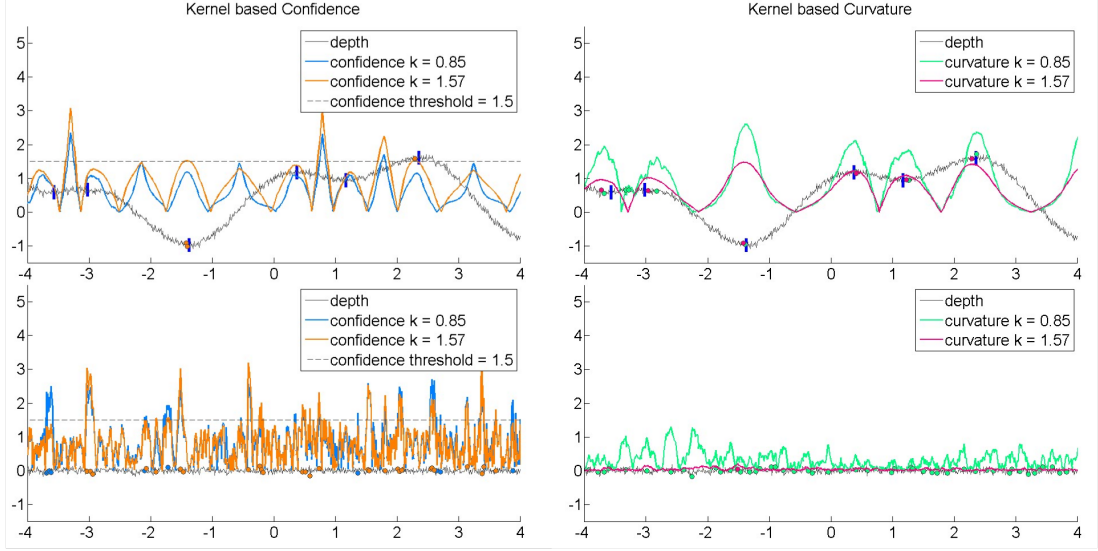 Kernel based Confidence
5
4
3
2
1
0
-1
-4 -3 -2 -1 0 1 2 3 4
depth
confidence k = 0.85
confidence k = 1.57
confidence threshold = 1.5
Kernel based Curvature
5
4
3
2
1
0
-1
-4 -3 -2 -1 0 1 2 3 4
depth
curvature k = 0.85
curvature k = 1.57
5
4
3
2
1
0
-1
-4 -3 -2 -1 0 1 2 3 4
depth
confidence k = 0.85
confidence k = 1.57
confidence threshold = 1.5
5
4
3
2
1
0
-1
-4 -3 -2 -1 0 1 2 3 4
depth
curvature k = 0.85
curvature k = 1.57